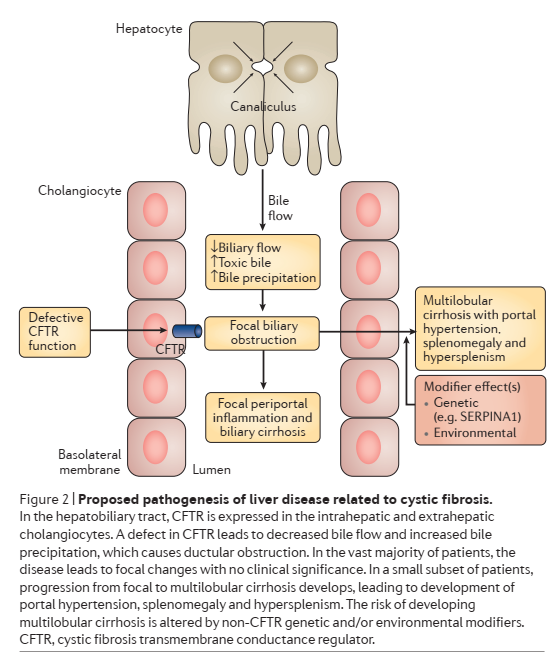 Hepatocyte
Canaliculus
Cholangiocyte
Bile
flow
↓Biliary flow
↑Toxic bile
↑Bile precipitation
Defective
CFTR
function
CFTR
Focal biliary
obstruction
Multilobular
cirrhosis with portal
hypertension,
splenomegaly and
hypersplenism
Modifier effect(s)
• Genetic
(e.g. SERPINA1)
• Environmental
Focal periportal
inflammation and
biliary cirrhosis
Basolateral
membrane
Lumen
Figure 2 | Proposed pathogenesis of liver disease related to cystic fibrosis.
In the hepatobiliary tract, CFTR is expressed in the intrahepatic and extrahepatic
cholangiocytes. A defect in CFTR leads to decreased bile flow and increased bile
precipitation, which causes ductular obstruction. In the vast majority of patients, the
disease leads to focal changes with no clinical significance. In a small subset of patients,
progression from focal to multilobular cirrhosis develops, leading to development of
portal hypertension, splenomegaly and hypersplenism. The risk of developing
multilobular cirrhosis is altered by non-CFTR genetic and/or environmental modifiers.
CFTR, cystic fibrosis transmembrane conductance regulator.